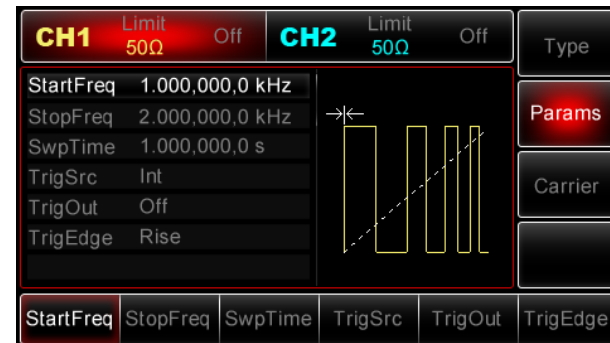 CH1 Limit 50Ω Off CH2 Limit 50Ω Off Type
StartFreq 1.000,000,0 kHz
StopFreq 2.000,000,0 kHz
Params
SwpTime 1.000,000,0 s
TrigSrc Int
Carrier
TrigOut Off
TrigEdge Rise
StartFreq StopFreq SwpTime TrigSrc TrigOut TrigEdge